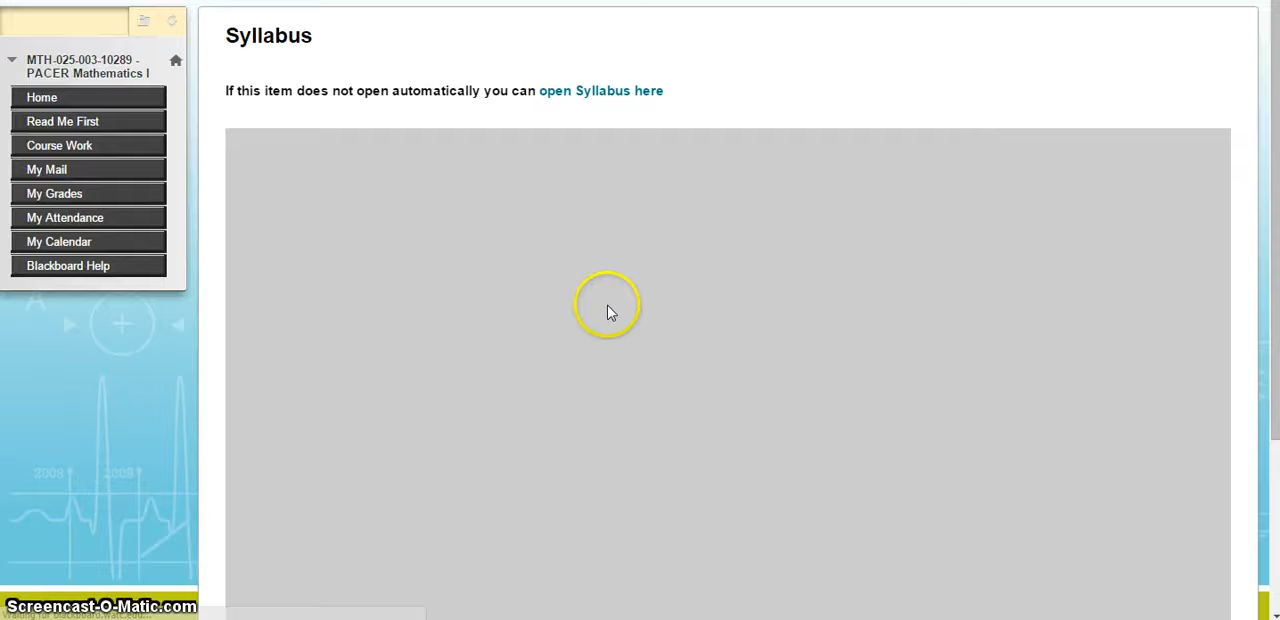 Syllabus
MTH-025-003-10289 -
PACER Mathematics I
If this item does not open automatically you can open Syllabus here
Home
Read Me First
Course Work
My Mail
My Grades
My Attendance
My Calendar
Blackboard Help
A
2008
2009
Screencast-O-Matic.com